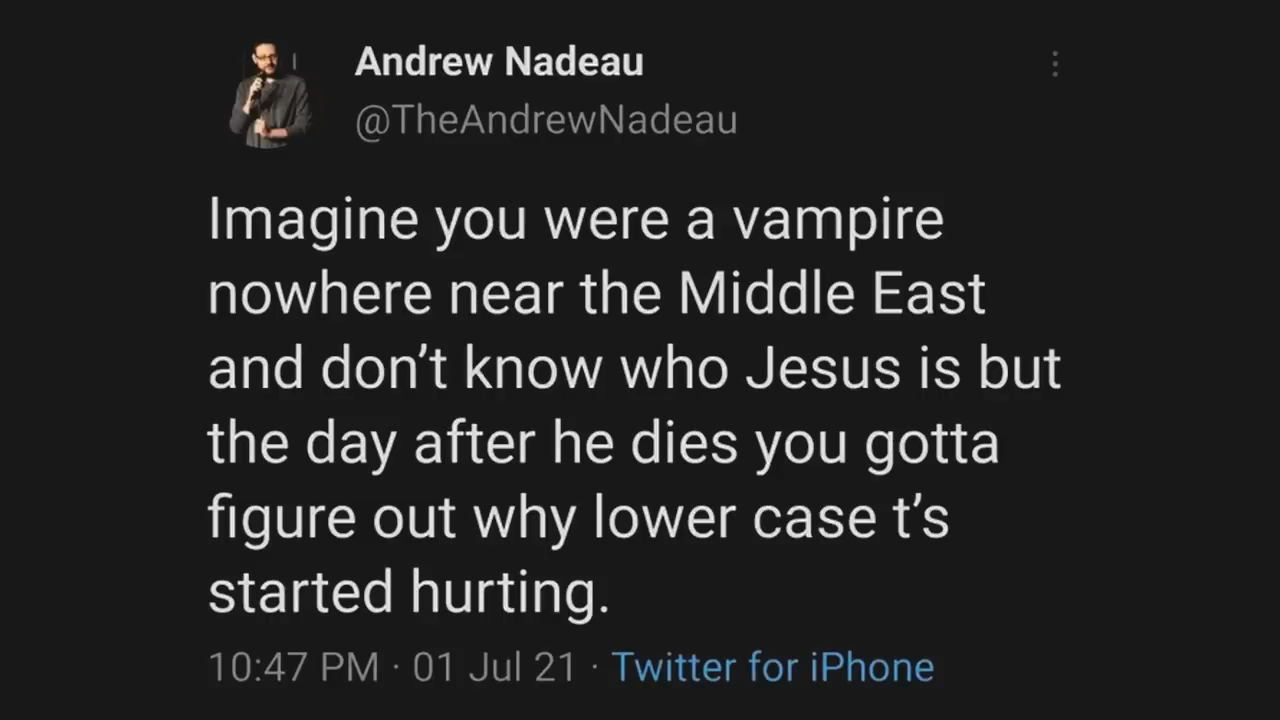 Andrew Nadeau
@TheAndrewNadeau
Imagine you were a vampire
nowhere near the Middle East
and don’t know who Jesus is but
the day after he dies you gotta
figure out why lower case t’s
started hurting.
10:47 PM · 01 Jul 21 · Twitter for iPhone